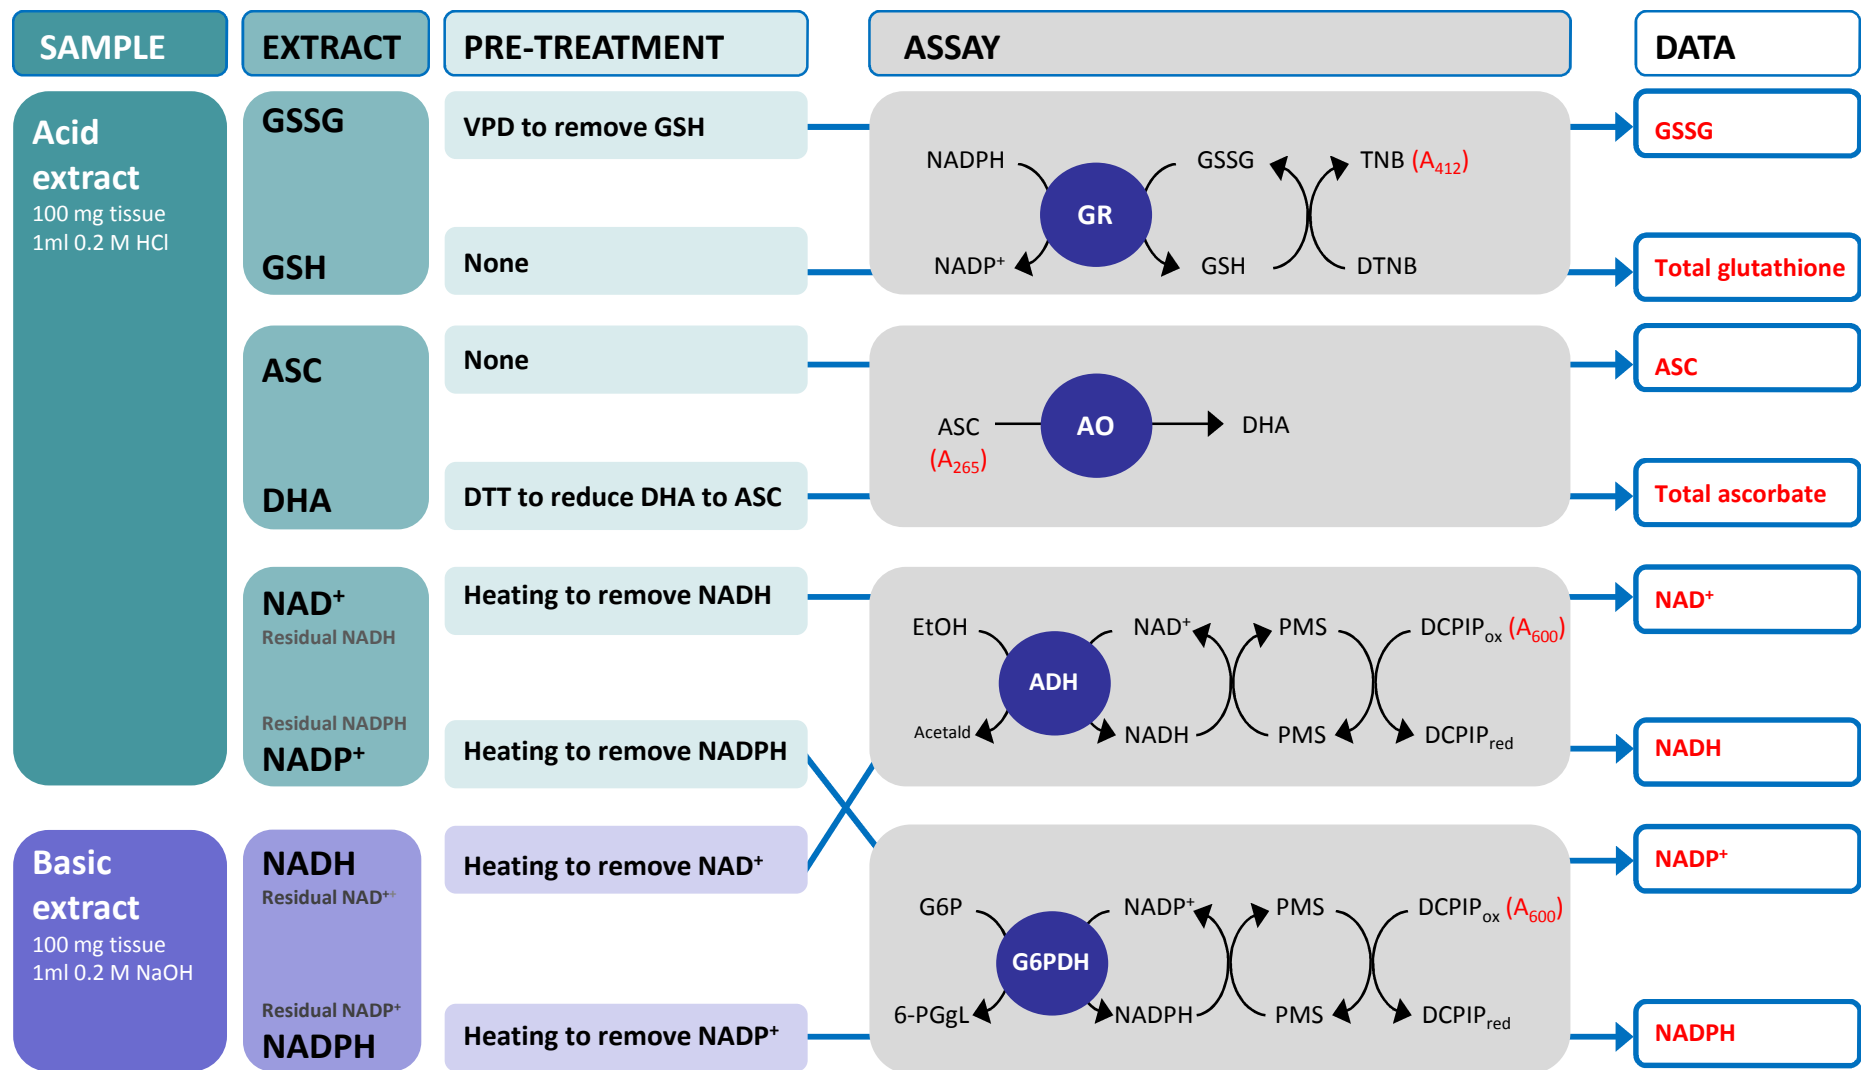 SAMPLE
EXTRACT
PRE-TREATMENT
ASSAY
DATA
Acid
extract
100 mg tissue
1ml 0.2 M HCl
GSSG
GSH
VPD to remove GSH
None
NADPH
GSSG
TNB (A412)
GR
NADP+
GSH
DTNB
GSSG
Total glutathione
ASC
DHA
None
DTT to reduce DHA to ASC
ASC
(A265)
AO
DHA
ASC
Total ascorbate
NAD+
Residual NADH
Residual NADPH
NADP+
Heating to remove NADH
Heating to remove NADPH
EtOH
NAD+
PMS
DCPIPox (A600)
ADH
Acetald
NADH
PMS
DCPIPred
NAD+
NADH
Basic
extract
100 mg tissue
1ml 0.2 M NaOH
NADH
Residual NAD++
Residual NADP+
NADPH
Heating to remove NAD+
Heating to remove NADP+
G6P
NADP+
PMS
DCPIPox (A600)
G6PDH
6-PGgL
NADPH
PMS
DCPIPred
NADP+
NADPH